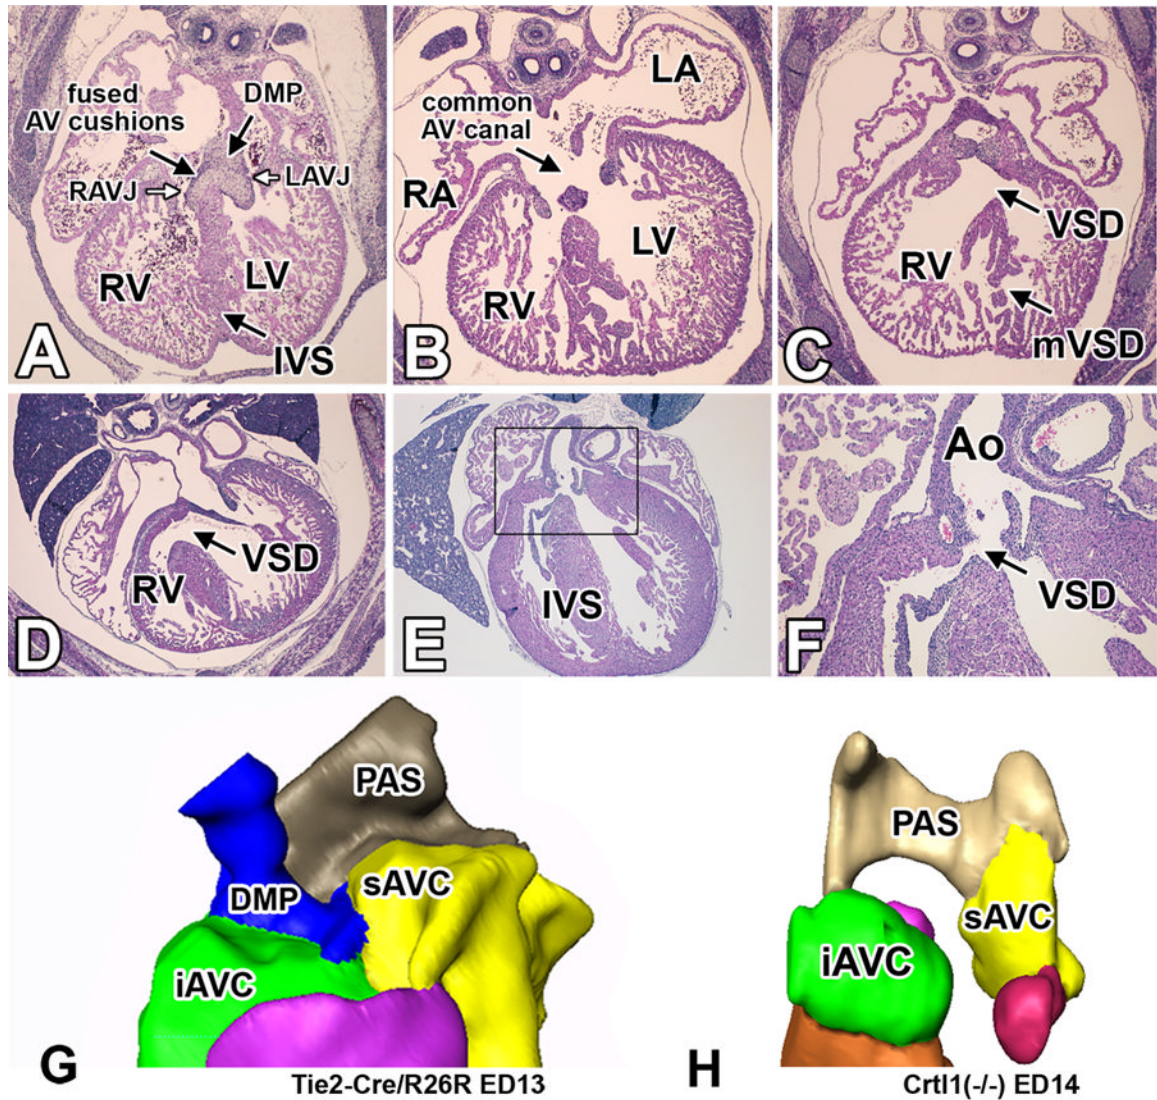 fused
AV cushions
DMP
RAVJ
LAVJ
RV
LV
IVS
A
common
AV canal
LA
RA
LV
RV
B
VSD
RV
mVSD
C
VSD
RV
D
IVS
E
Ao
VSD
F
PAS
DMP
sAVC
iAVC
G
Tie2-Cre/R26R ED13
PAS
sAVC
iAVC
H
Crtl1(-/-) ED14